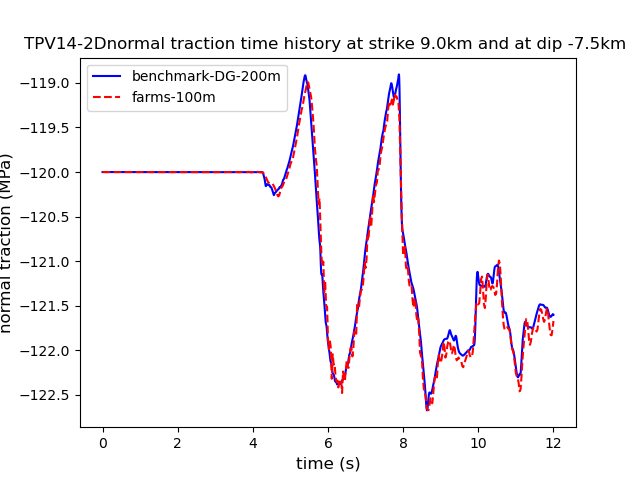 TPV14-2Dnormal traction time history at strike 9.0km and at dip -7.5km
benchmark-DG-200m
farms-100m
normal traction (MPa)
−119.0
−119.5
−120.0
−120.5
−121.0
−121.5
−122.0
−122.5
0 2 4 6 8 10 12
time (s)